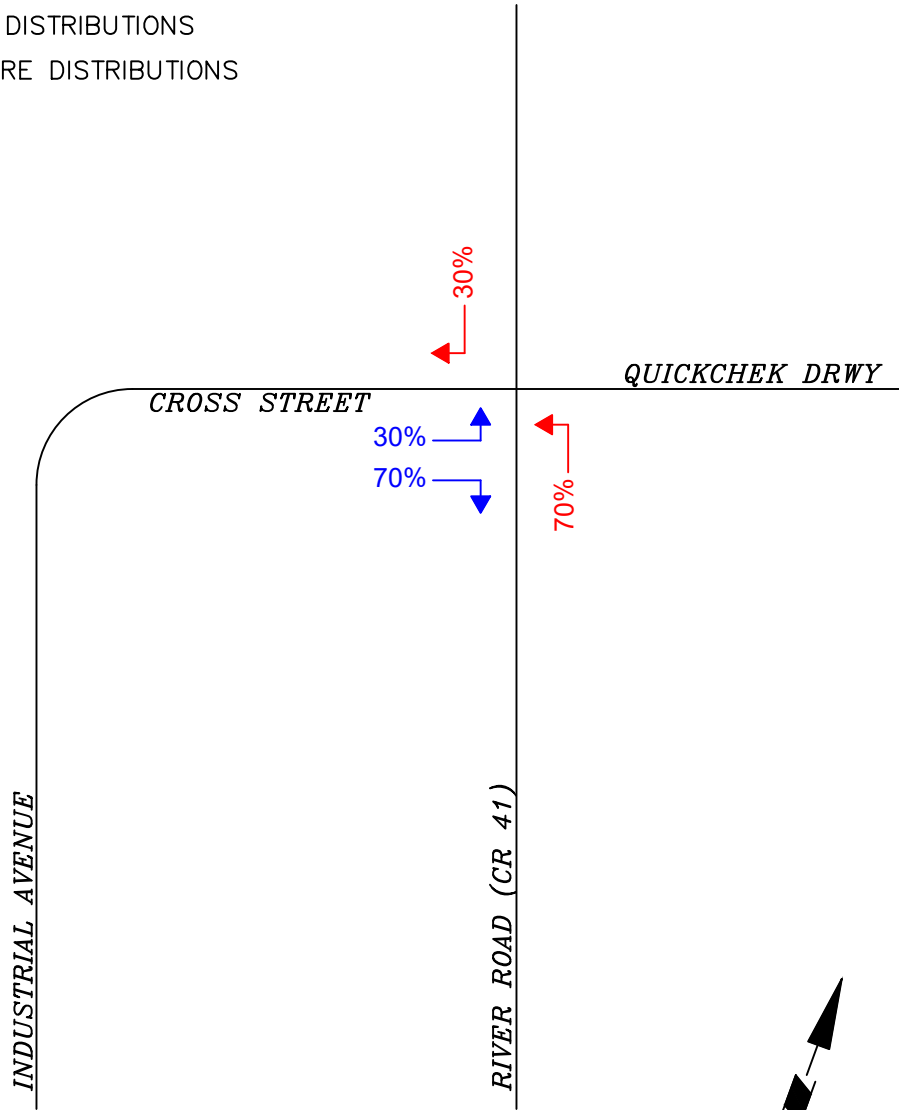 DISTRIBUTIONS
RE DISTRIBUTIONS
30%
QUICKCHEK DRWY
CROSS STREET
30%
70%
70%
INDUSTRIAL AVENUE
RIVER ROAD (CR 41)